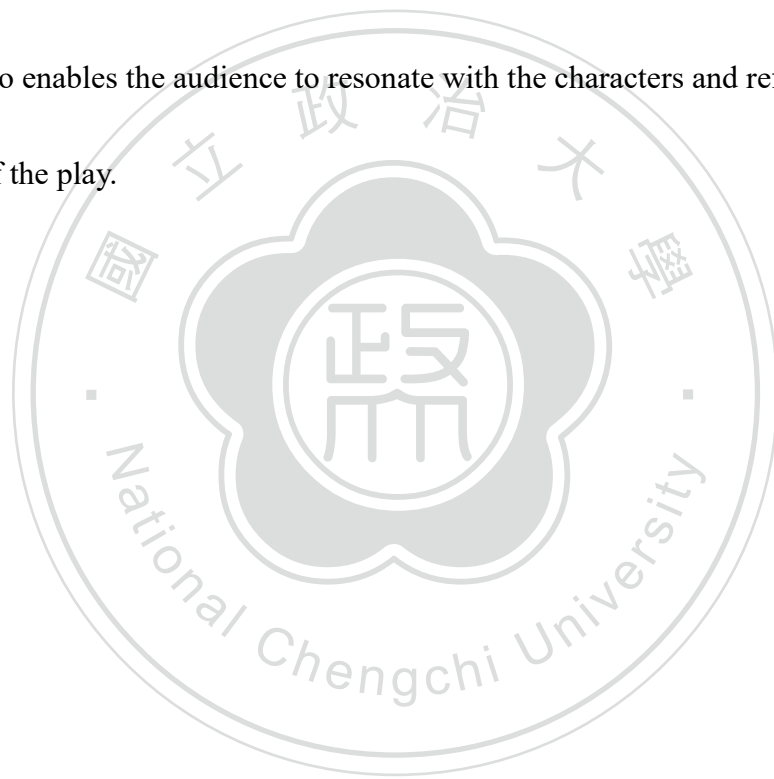 o enables the audience to resonate with the characters and re
f the play.
國立政治大學
政大
National Chengchi University